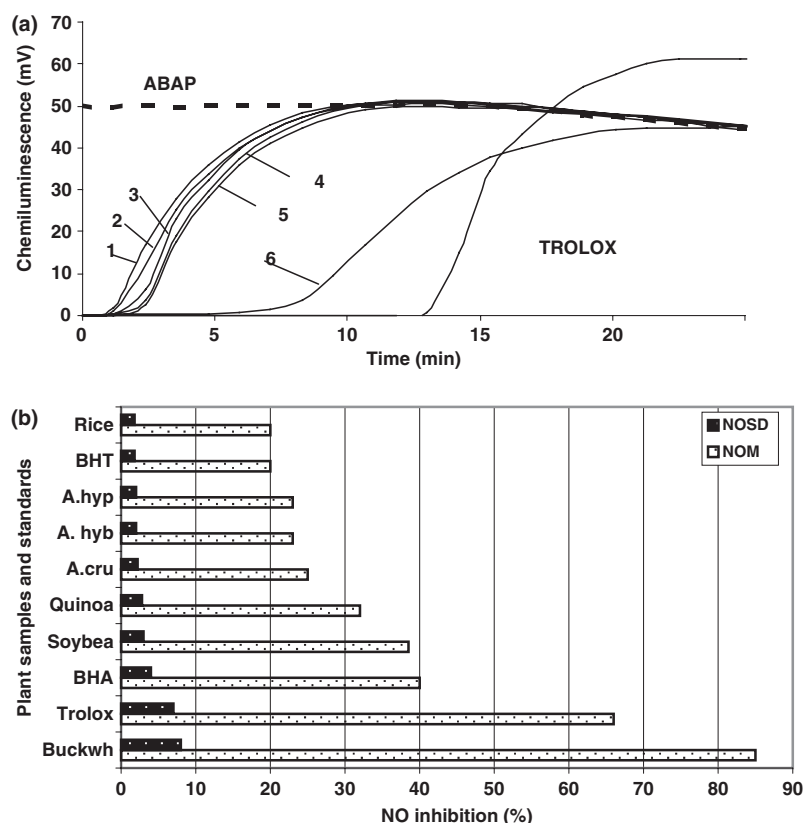 (a)
Chemiluminescence (mV)
70
60
50
40
30
20
10
0
ABAP
TROLOX
1
2
3
4
5
6
0 5 10 15 20
Time (min)
(b)
Plant samples and standards
NOSD
NOM
Rice
BHT
A.hyp
A. hyb
A.cru
Quinoa
Soybea
BHA
Trolox
Buckwh
0 10 20 30 40 50 60 70 80 90
NO inhibition (%)